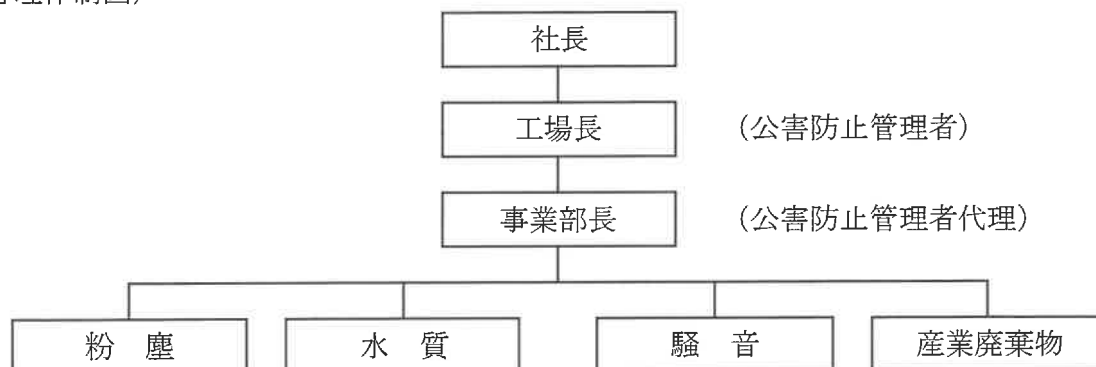 社長
工場長 （公害防止管理者）
事業部長 （公害防止管理者代理）
粉　塵 水　質 騒　音 産業廃棄物